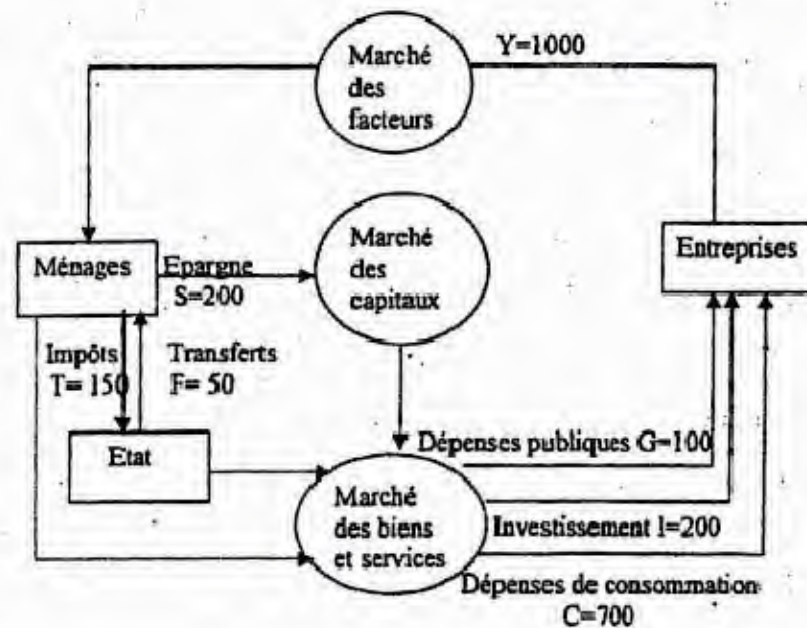 Marché
des
facteurs
Y=1000
Ménages
Epargne
S=200
Marché
des
capitaux
Entreprises
Impôts
T= 150
Transferts
F= 50
Etat
Dépenses publiques G=100
Marché
des biens
et services
Investissement I=200
Dépenses de consommation
C=700